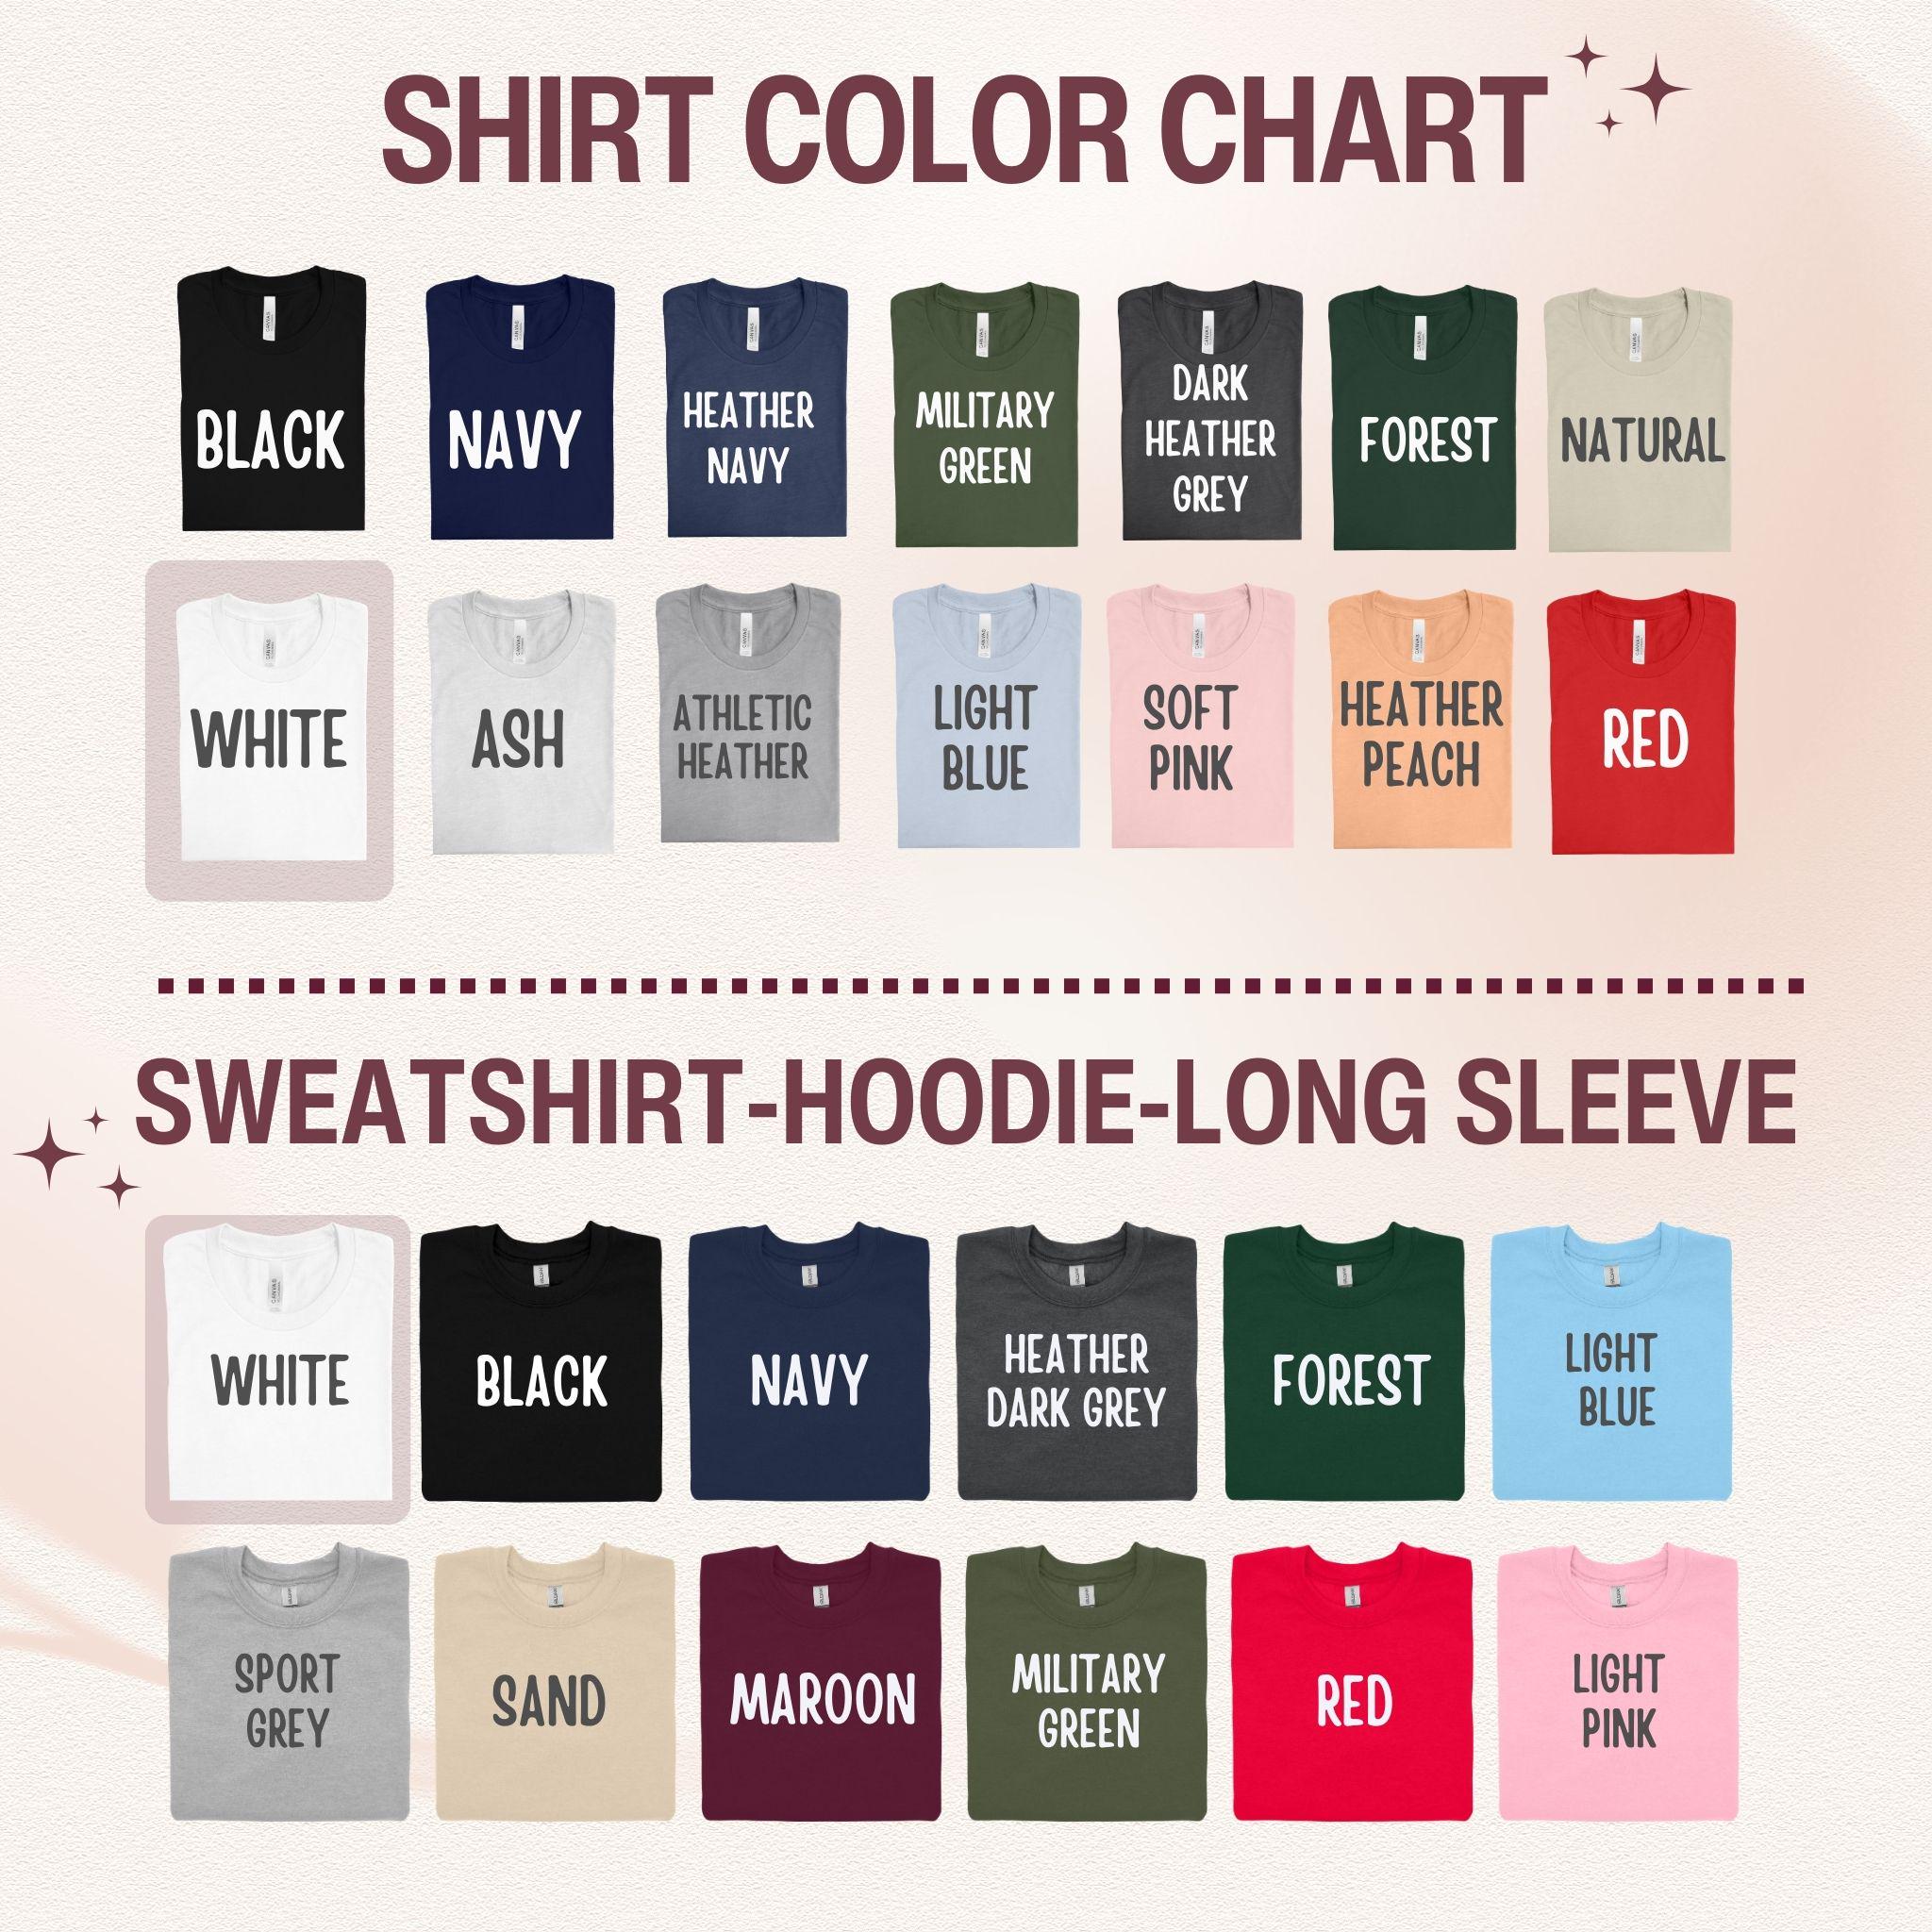 SHIRT COLOR CHART
BLACK
NAVY
HEATHER
NAVY
MILITARY
GREEN
DARK
HEATHER
GREY
FOREST
NATURAL
WHITE
ASH
ATHLETIC
HEATHER
LIGHT
BLUE
SOFT
PINK
HEATHER
PEACH
RED
SWEATSHIRT-HOODIE-LONG SLEEVE
WHITE
BLACK
NAVY
HEATHER
DARK GREY
FOREST
LIGHT
BLUE
SPORT
GREY
SAND
MAROON
MILITARY
GREEN
RED
LIGHT
PINK